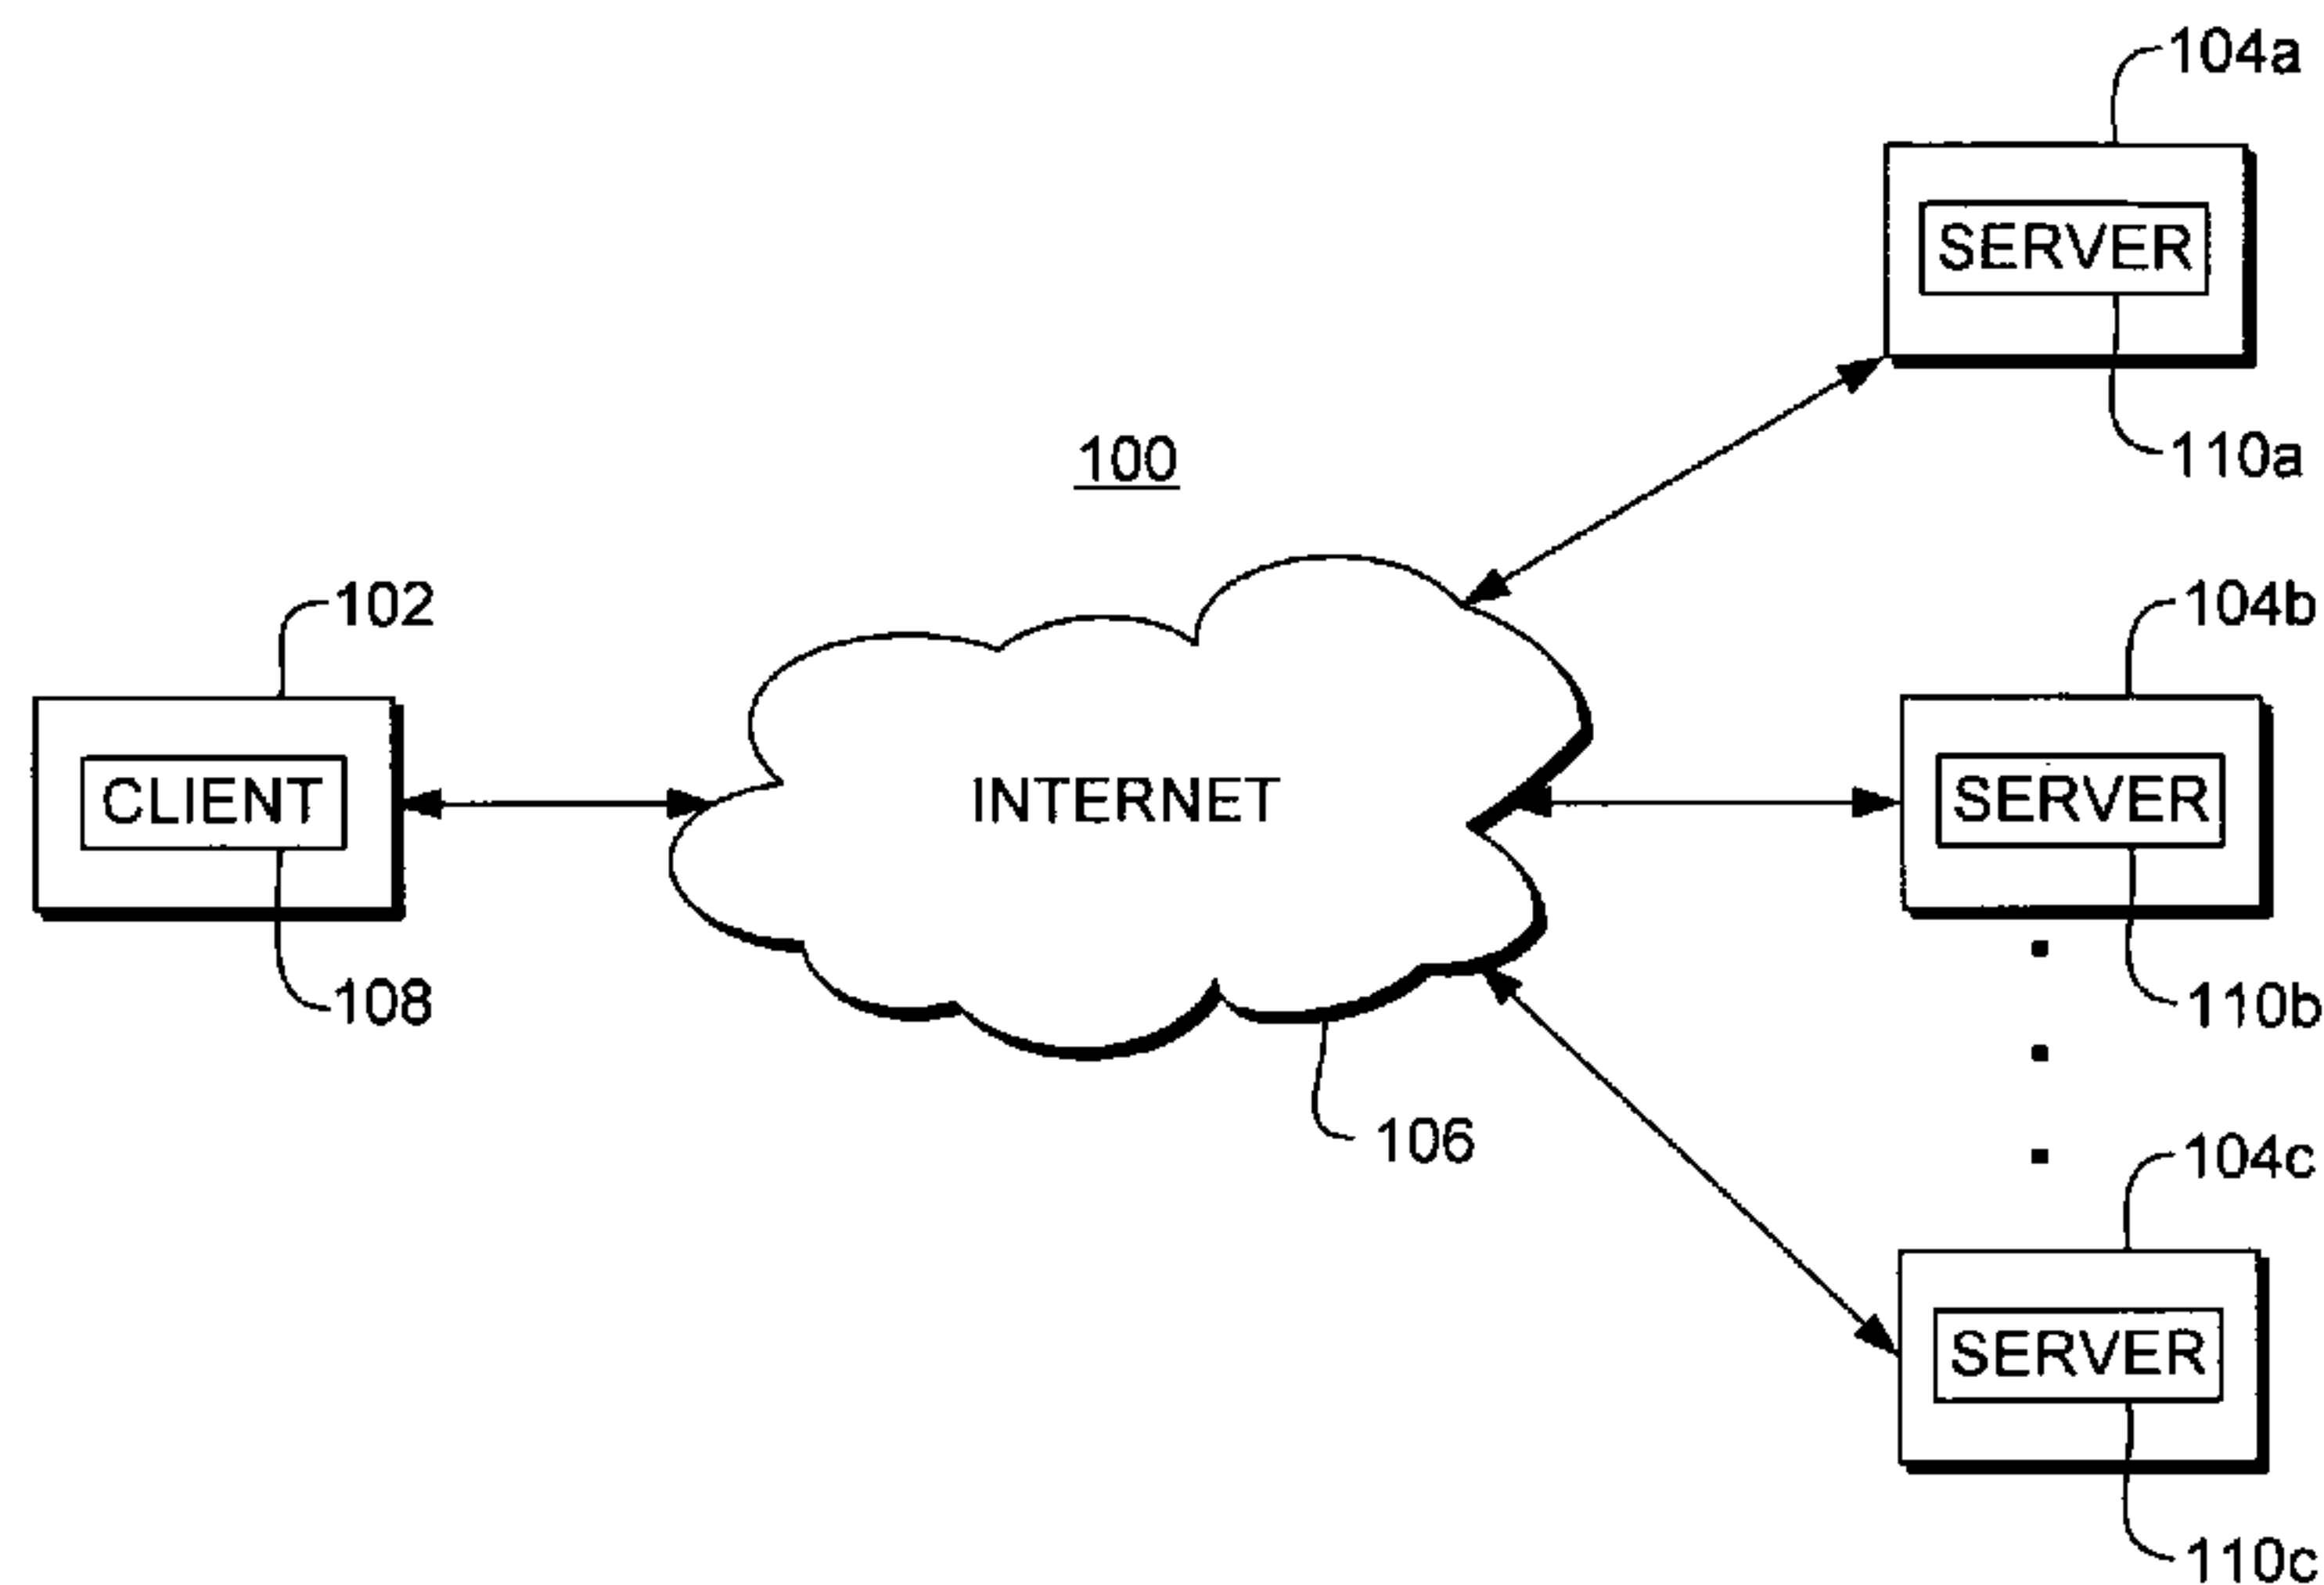 104a
SERVER
110a
100
102
104b
CLIENT
INTERNET
SERVER
108
110b
106
104c
SERVER
110c